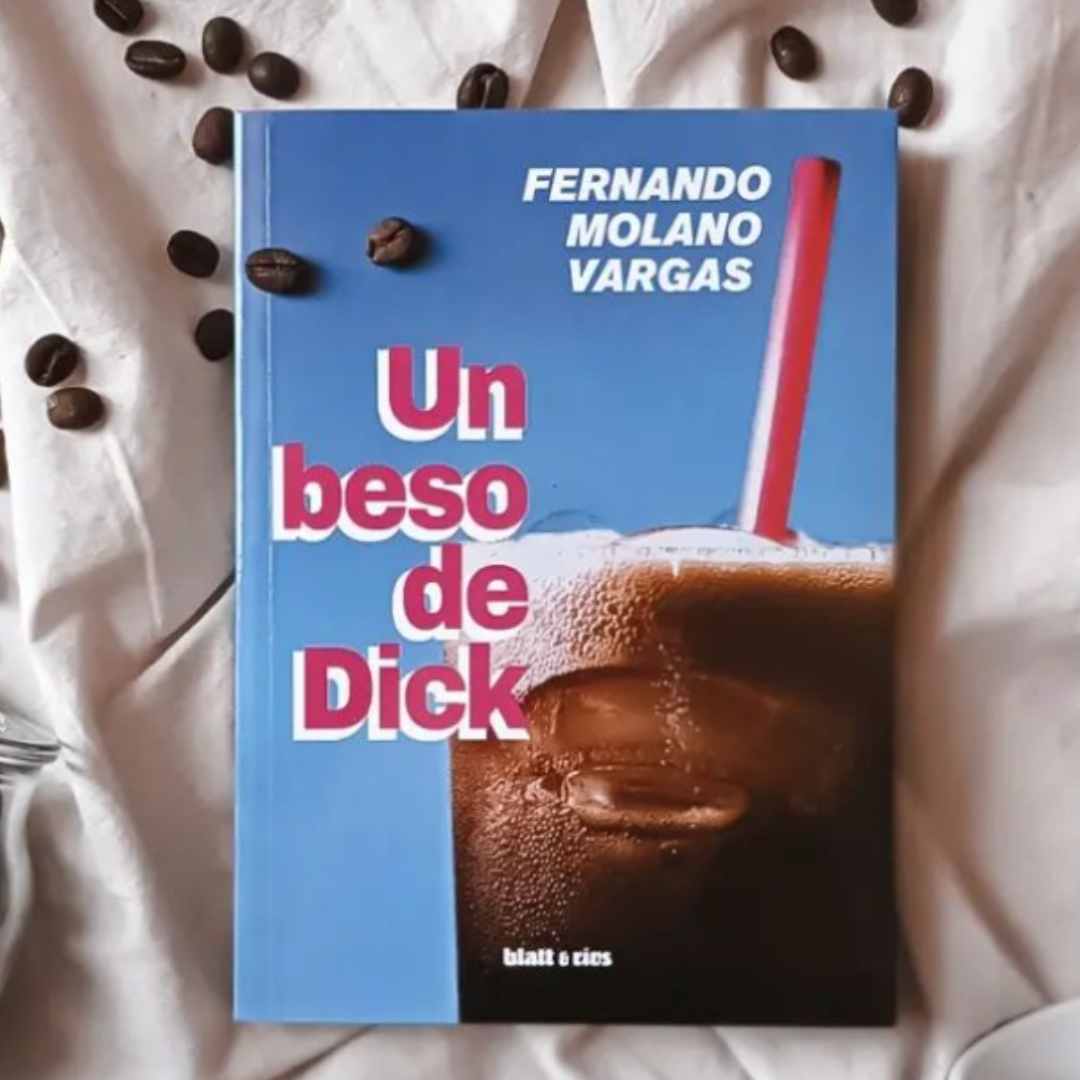 FERNANDO
MOLANO
VARGAS
Un
beso
de
Dick
blatt & ríos